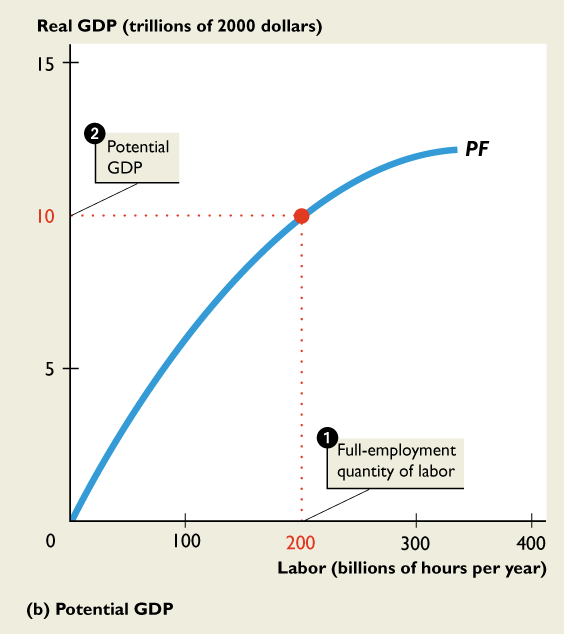 Real GDP (trillions of 2000 dollars)
15
2
Potential
GDP
PF
10
5
1
Full-employment
quantity of labor
0
100
200
300
400
Labor (billions of hours per year)
(b) Potential GDP